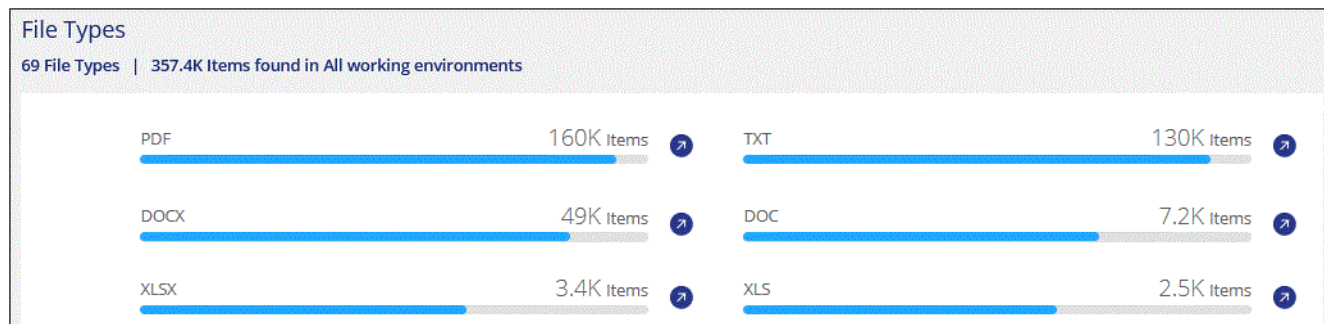 File Types
69 File Types | 357.4K Items found in All working environments
PDF 160K Items TXT 130K Items
DOCX 49K Items DOC 7.2K Items
XLSX 3.4K Items XLS 2.5K Items